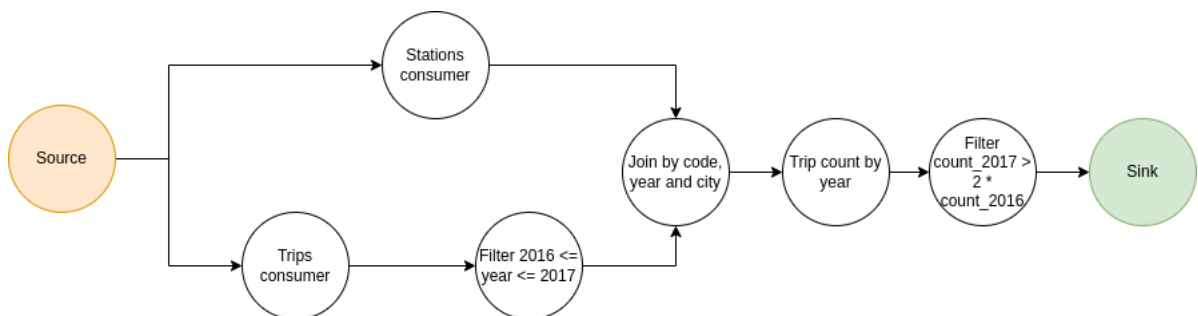 Stations
consumer
Source
Join by code,
year and city
Trip count by
year
Filter
count_2017 >
2 *
count_2016
Sink
Trips
consumer
Filter 2016 <=
year <= 2017